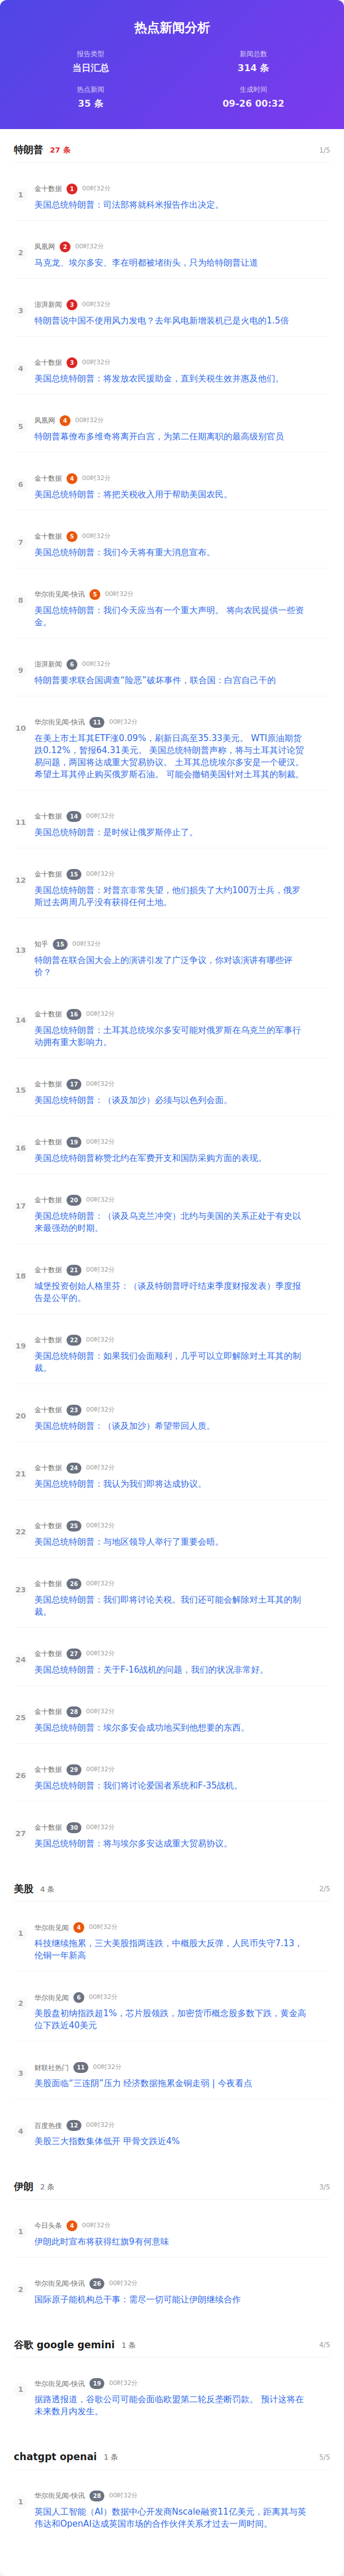 热点新闻分析
报告类型
新闻总数
当日汇总
314 条
热点新闻
生成时间
35 条
09-26 00:32
特朗普 27 条 1/5
1 金十数据 1 00时32分
美国总统特朗普：司法部将就科米报告作出决定。
2 凤凰网 2 00时32分
马克龙、埃尔多安、李在明都被堵街头，只为给特朗普让道
3 澎湃新闻 3 00时32分
特朗普说中国不使用风力发电？去年风电新增装机已是火电的1.5倍
4 金十数据 3 00时32分
美国总统特朗普：将发放农民援助金，直到关税生效并惠及他们。
5 凤凰网 4 00时32分
特朗普幕僚布多维奇将离开白宫，为第二任期离职的最高级别官员
6 金十数据 4 00时32分
美国总统特朗普：将把关税收入用于帮助美国农民。
7 金十数据 5 00时32分
美国总统特朗普：我们今天将有重大消息宣布。
8 华尔街见闻-快讯 5 00时32分
美国总统特朗普：我们今天应当有一个重大声明。 将向农民提供一些资
金。
9 澎湃新闻 6 00时32分
特朗普要求联合国调查“险恶”破坏事件，联合国：白宫自己干的
10 华尔街见闻-快讯 11 00时32分
在美上市土耳其ETF涨0.09%，刷新日高至35.33美元。 WTI原油期货
跌0.12%，暂报64.31美元。 美国总统特朗普声称，将与土耳其讨论贸
易问题，两国将达成重大贸易协议。 土耳其总统埃尔多安是一个硬汉。
希望土耳其停止购买俄罗斯石油。 可能会撤销美国针对土耳其的制裁。
11 金十数据 14 00时32分
美国总统特朗普：是时候让俄罗斯停止了。
12 金十数据 15 00时32分
美国总统特朗普：对普京非常失望，他们损失了大约100万士兵，俄罗
斯过去两周几乎没有获得任何土地。
13 知乎 15 00时32分
特朗普在联合国大会上的演讲引发了广泛争议，你对该演讲有哪些评
价？
14 金十数据 16 00时32分
美国总统特朗普：土耳其总统埃尔多安可能对俄罗斯在乌克兰的军事行
动拥有重大影响力。
15 金十数据 17 00时32分
美国总统特朗普：（谈及加沙）必须与以色列会面。
16 金十数据 19 00时32分
美国总统特朗普称赞北约在军费开支和国防采购方面的表现。
17 金十数据 20 00时32分
美国总统特朗普：（谈及乌克兰冲突）北约与美国的关系正处于有史以
来最强劲的时期。
18 金十数据 21 00时32分
城堡投资创始人格里芬：（谈及特朗普呼吁结束季度财报发表）季度报
告是公平的。
19 金十数据 22 00时32分
美国总统特朗普：如果我们会面顺利，几乎可以立即解除对土耳其的制
裁。
20 金十数据 23 00时32分
美国总统特朗普：（谈及加沙）希望带回人质。
21 金十数据 24 00时32分
美国总统特朗普：我认为我们即将达成协议。
22 金十数据 25 00时32分
美国总统特朗普：与地区领导人举行了重要会晤。
23 金十数据 26 00时32分
美国总统特朗普：我们即将讨论关税。我们还可能会解除对土耳其的制
裁。
24 金十数据 27 00时32分
美国总统特朗普：关于F-16战机的问题，我们的状况非常好。
25 金十数据 28 00时32分
美国总统特朗普：埃尔多安会成功地买到他想要的东西。
26 金十数据 29 00时32分
美国总统特朗普：我们将讨论爱国者系统和F-35战机。
27 金十数据 30 00时32分
美国总统特朗普：将与埃尔多安达成重大贸易协议。
美股 4 条 2/5
1 华尔街见闻 4 00时32分
科技继续拖累，三大美股指两连跌，中概股大反弹，人民币失守7.13，
伦铜一年新高
2 华尔街见闻 6 00时32分
美股盘初纳指跌超1%，芯片股领跌，加密货币概念股多数下跌，黄金高
位下跌近40美元
3 财联社热门 11 00时32分
美股面临“三连阴”压力 经济数据拖累金铜走弱 | 今夜看点
4 百度热搜 12 00时32分
美股三大指数集体低开 甲骨文跌近4%
伊朗 2 条 3/5
1 今日头条 4 00时32分
伊朗此时宣布将获得红旗9有何意味
2 华尔街见闻-快讯 26 00时32分
国际原子能机构总干事：需尽一切可能让伊朗继续合作
谷歌 google gemini 1 条 4/5
1 华尔街见闻-快讯 19 00时32分
据路透报道，谷歌公司可能会面临欧盟第二轮反垄断罚款。 预计这将在
未来数月内发生。
chatgpt openai 1 条 5/5
1 华尔街见闻-快讯 28 00时32分
英国人工智能（AI）数据中心开发商Nscale融资11亿美元，距离其与英
伟达和OpenAI达成英国市场的合作伙伴关系才过去一周时间。